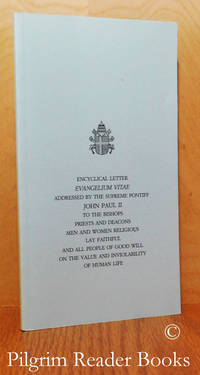 ENCYCLICAL LETTER
EVANGELIUM VITAE
ADDRESSED BY THE SUPREME PONTIFF
JOHN PAUL II
TO THE BISHOPS
PRIESTS AND DEACONS
MEN AND WOMEN RELIGIOUS
LAY FAITHFUL
AND ALL PEOPLE OF GOOD WILL
ON THE VALUE AND INVIOLABILITY
OF HUMAN LIFE
©
Pilgrim Reader Books